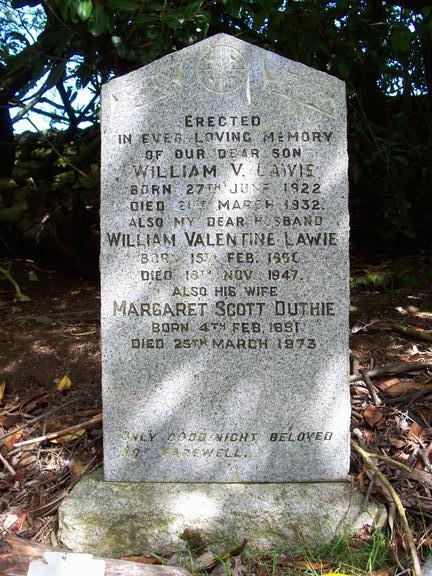 ERECTED
IN EVER LOVING MEMORY
OF OUR DEAR SON
WILLIAM V. LAWIE
BORN 27TH JUNE 1922
DIED 21ST MARCH 1932.
ALSO MY DEAR HUSBAND
WILLIAM VALENTINE LAWIE
BORN 15TH FEB.
DIED 18TH NOV. 1947.
ALSO HIS WIFE
MARGARET SCOTT DUTHIE
BORN 4TH FEB. 1891
DIED 25TH MARCH 1973
ONLY GOOD-NIGHT BELOVED
NOT FAREWELL.